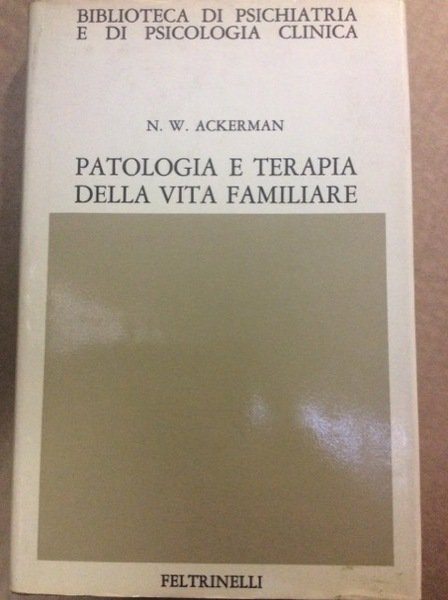 BIBLIOTECA DI PSICHIATRIA
E DI PSICOLOGIA CLINICA
N. W. ACKERMAN
PATOLOGIA E TERAPIA
DELLA VITA FAMILIARE
FELTRINELLI